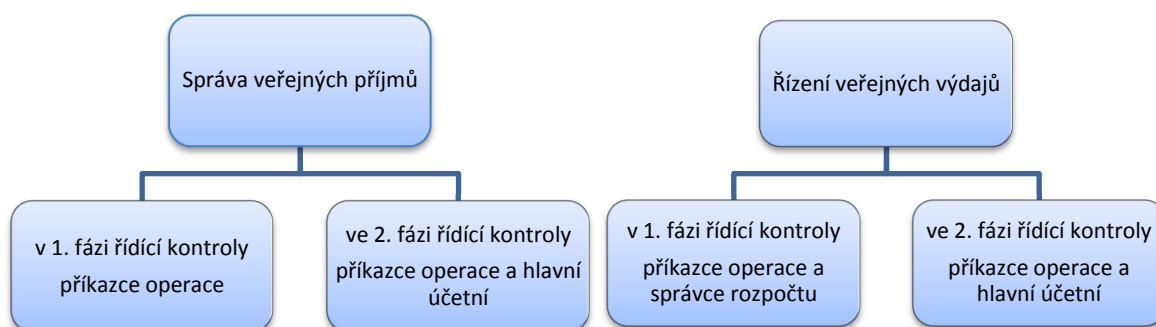 Správa veřejných příjmů
v 1. fázi řídící kontroly
příkazce operace
ve 2. fázi řídící kontroly
příkazce operace a hlavní
účetní
Řízení veřejných výdajů
v 1. fázi řídící kontroly
příkazce operace a
správce rozpočtu
ve 2. fázi řídící kontroly
příkazce operace a
hlavní účetní